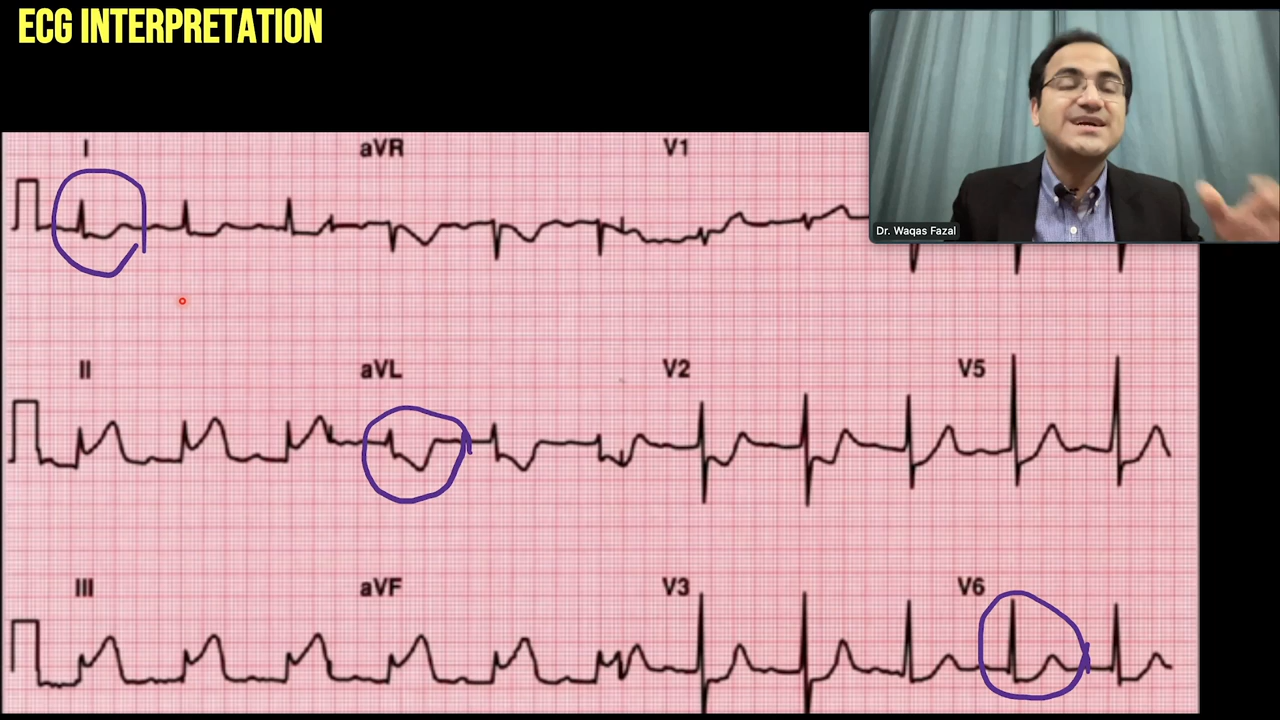 ECG INTERPRETATION
I aVR V1
Dr. Waqas Fazal
II aVL V2 V5
III aVF V3 V6